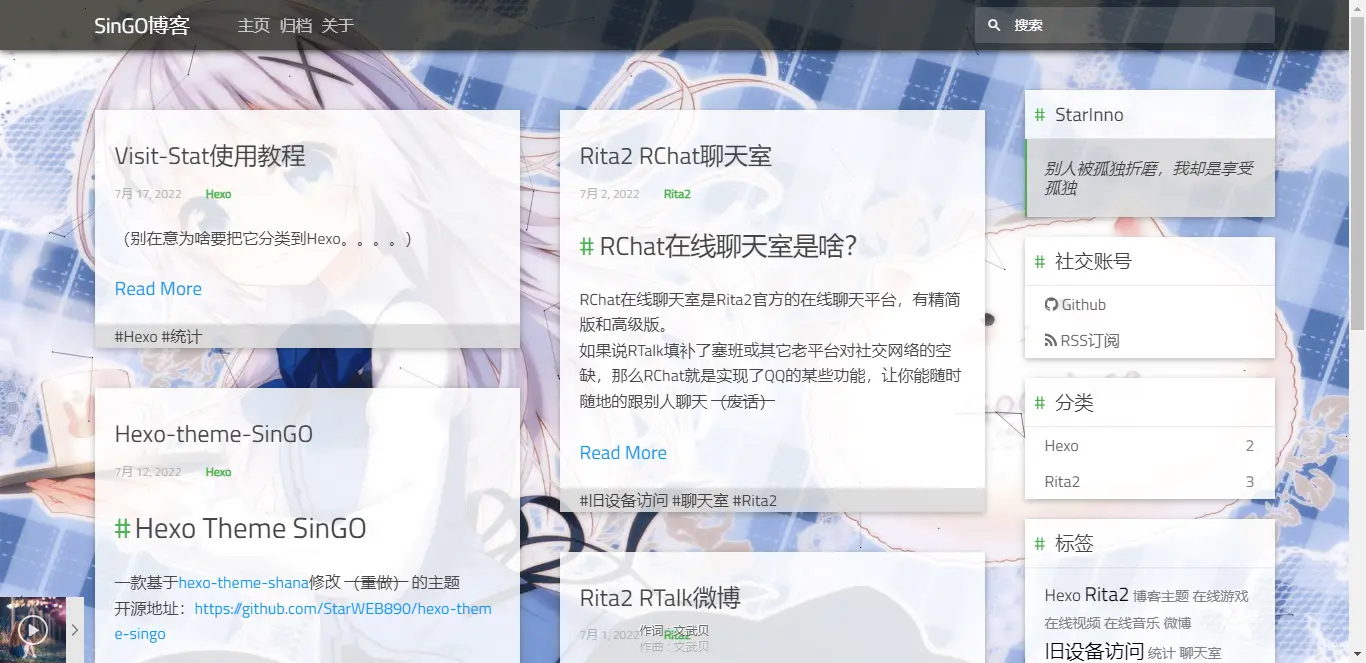 SinGO博客
主页 归档 关于
搜索
Visit-Stat使用教程
7月 17, 2022 Hexo
（别在意为啥要把它分类到Hexo。。。。）
Read More
#Hexo #统计
Hexo-theme-SinGO
7月 12, 2022 Hexo
# Hexo Theme SinGO
一款基于hexo-theme-shana修改（重做）的主题
开源地址：https://github.com/StarWEB890/hexo-them
e-singo
Rita2 RChat聊天室
7月 2, 2022 Rita2
# RChat在线聊天室是啥？
RChat在线聊天室是Rita2官方的在线聊天平台，有精简
版和高级版。
如果说RTalk填补了塞班或其它老平台对社交网络的空
缺，那么RChat就是实现了QQ的某些功能，让你能随时
随地的跟别人聊天（废话）
Read More
#旧设备访问 #聊天室 #Rita2
Rita2 RTalk微博
7月 1, 2022 Rita2
作词 : 文武贝
作曲 : 文武贝
# StarInno
别人被孤独折磨，我却是享受
孤独
# 社交账号
Github
RSS订阅
# 分类
Hexo 2
Rita2 3
# 标签
Hexo Rita2 博客主题 在线游戏
在线视频 在线音乐 微博
旧设备访问 统计 聊天室